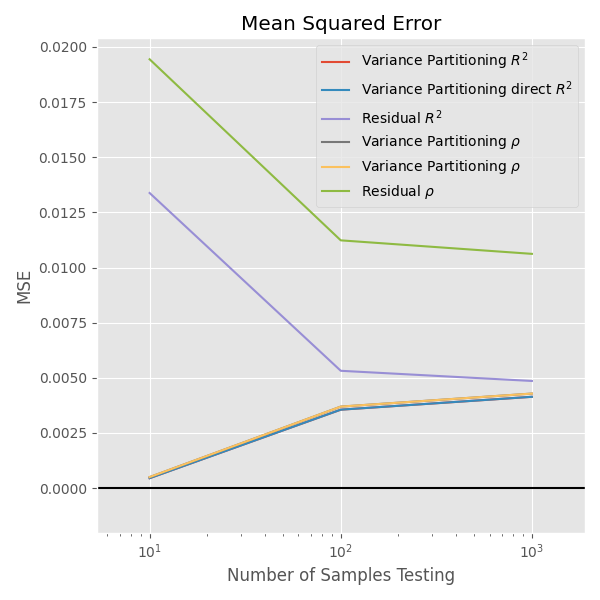 Mean Squared Error
0.0200
0.0175
0.0150
0.0125
0.0100
0.0075
0.0050
0.0025
0.0000
MSE
Variance Partitioning R²
Variance Partitioning direct R²
Residual R²
Variance Partitioning ρ
Variance Partitioning ρ
Residual ρ
10¹ 10² 10³
Number of Samples Testing